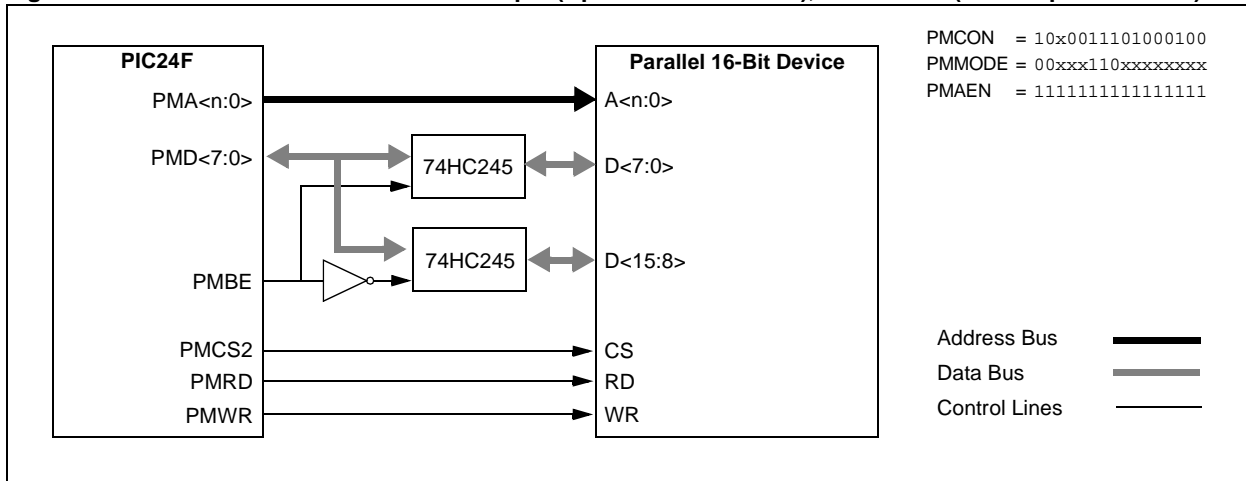 PIC24F
PMA<n:0>
PMD<7:0>
PMBE
PMCS2
PMRD
PMWR
74HC245
74HC245
Parallel 16-Bit Device
A<n:0>
D<7:0>
D<15:8>
CS
RD
WR
PMCON = 10x0011101000100
PMMODE = 00xxx110xxxxxxxx
PMAEN = 1111111111111111
Address Bus
Data Bus
Control Lines